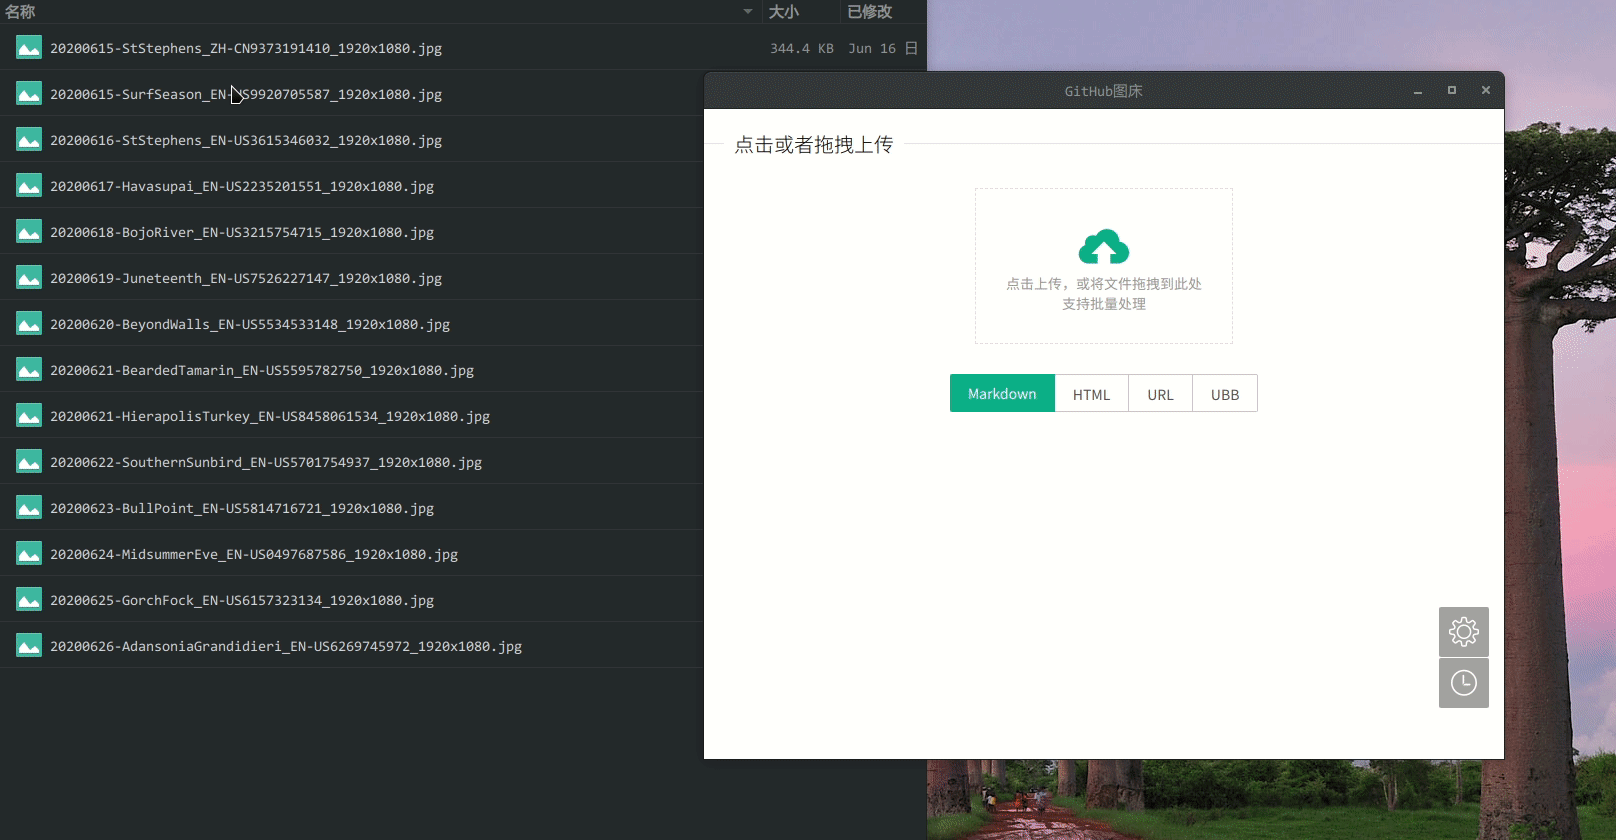 名称 大小 已修改
20200615-StStephens_ZH-CN9373191410_1920x1080.jpg 344.4 KB Jun 16 日
20200615-SurfSeason_EN-US9920705587_1920x1080.jpg
20200616-StStephens_EN-US3615346032_1920x1080.jpg
20200617-Havasupai_EN-US2235201551_1920x1080.jpg
20200618-BojoRiver_EN-US3215754715_1920x1080.jpg
20200619-Juneteenth_EN-US7526227147_1920x1080.jpg
20200620-BeyondWalls_EN-US5534533148_1920x1080.jpg
20200621-BeardedTamarin_EN-US5595782750_1920x1080.jpg
20200621-HierapolisTurkey_EN-US8458061534_1920x1080.jpg
20200622-SouthernSunbird_EN-US5701754937_1920x1080.jpg
20200623-BullPoint_EN-US5814716721_1920x1080.jpg
20200624-MidsummerEve_EN-US0497687586_1920x1080.jpg
20200625-GorchFock_EN-US6157323134_1920x1080.jpg
20200626-AdansoniaGrandidieri_EN-US6269745972_1920x1080.jpg
GitHub图床
点击或者拖拽上传
点击上传，或将文件拖拽到此处
支持批量处理
Markdown HTML URL UBB